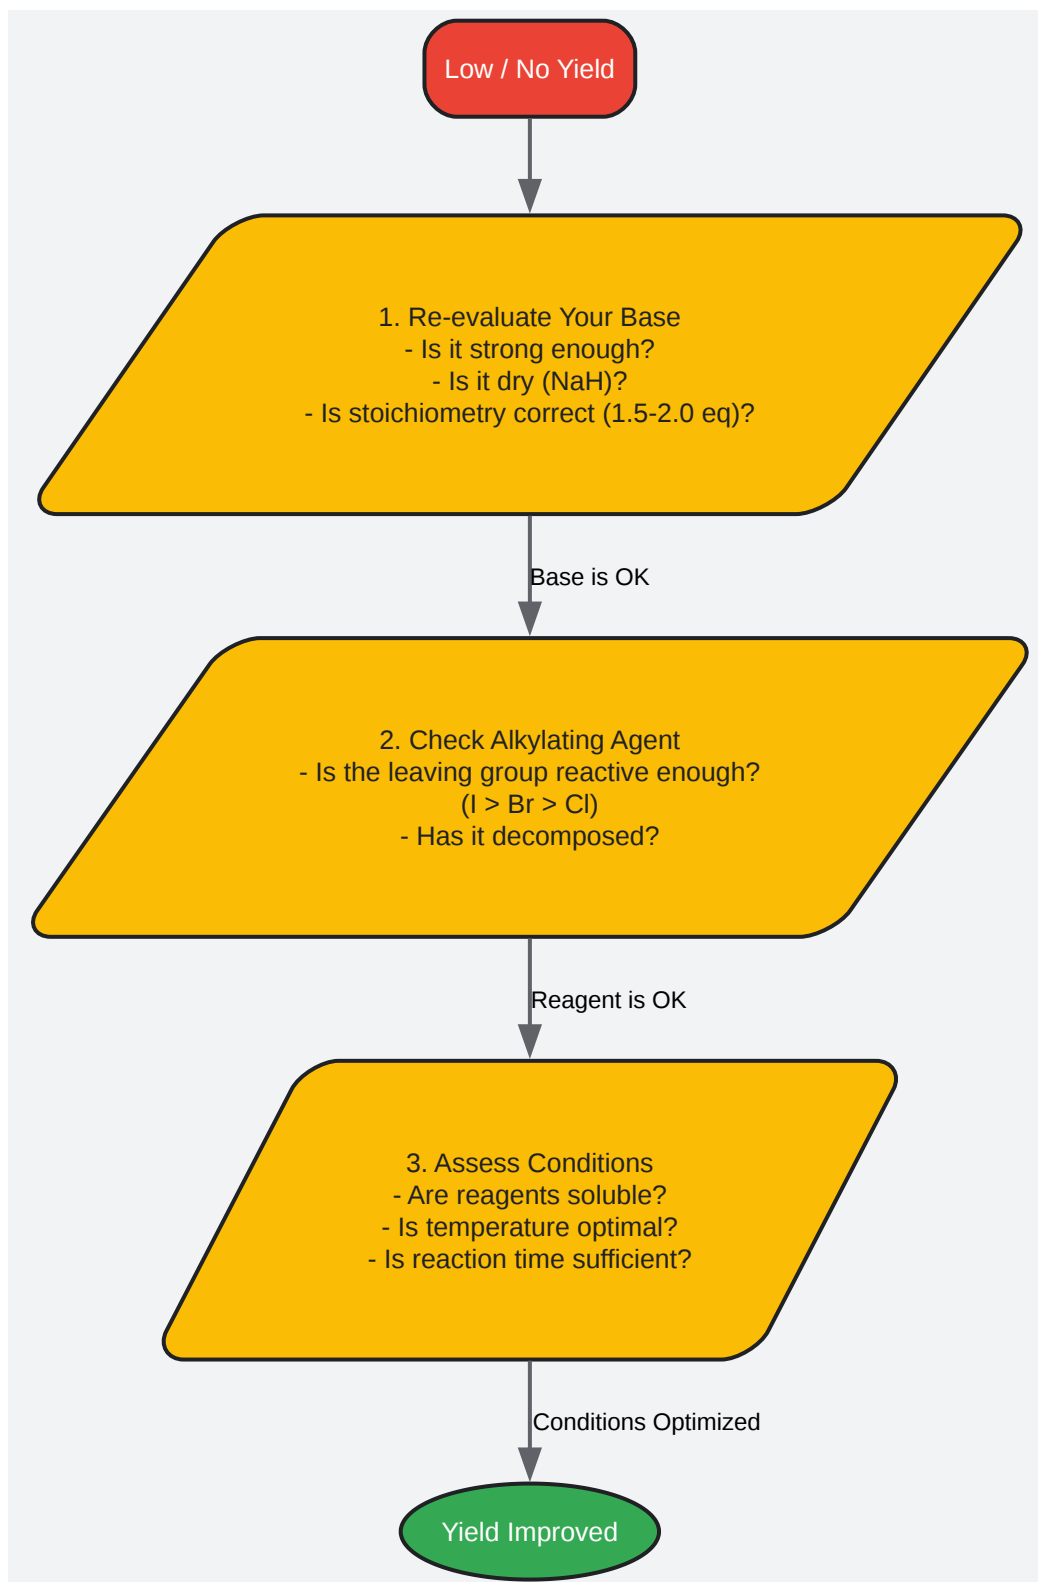 Low / No Yield
1. Re-evaluate Your Base
- Is it strong enough?
- Is it dry (NaH)?
- Is stoichiometry correct (1.5-2.0 eq)?
Base is OK
2. Check Alkylating Agent
- Is the leaving group reactive enough?
(I > Br > Cl)
- Has it decomposed?
Reagent is OK
3. Assess Conditions
- Are reagents soluble?
- Is temperature optimal?
- Is reaction time sufficient?
Conditions Optimized
Yield Improved